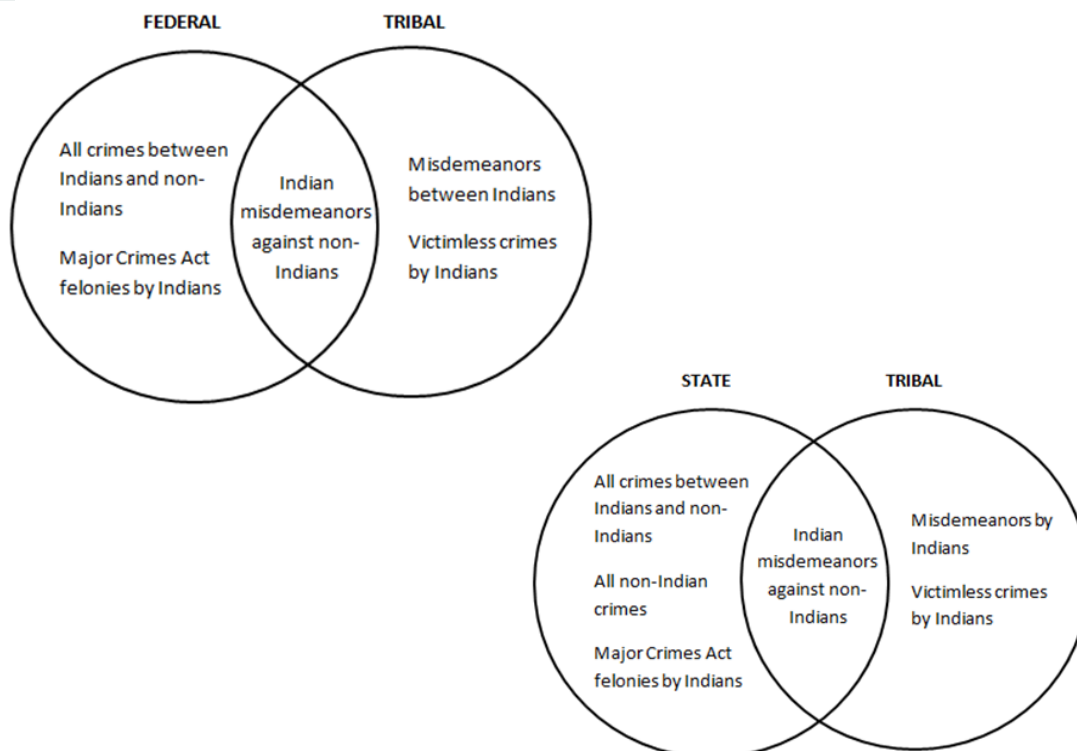 FEDERAL
TRIBAL
All crimes between
Indians and non-
Indians
Major Crimes Act
felonies by Indians
Indian
misdemeanors
against non-
Indians
Misdemeanors
between Indians
Victimless crimes
by Indians
STATE
TRIBAL
All crimes between
Indians and non-
Indians
All non-Indian
crimes
Major Crimes Act
felonies by Indians
Indian
misdemeanors
against non-
Indians
Misdemeanors by
Indians
Victimless crimes
by Indians